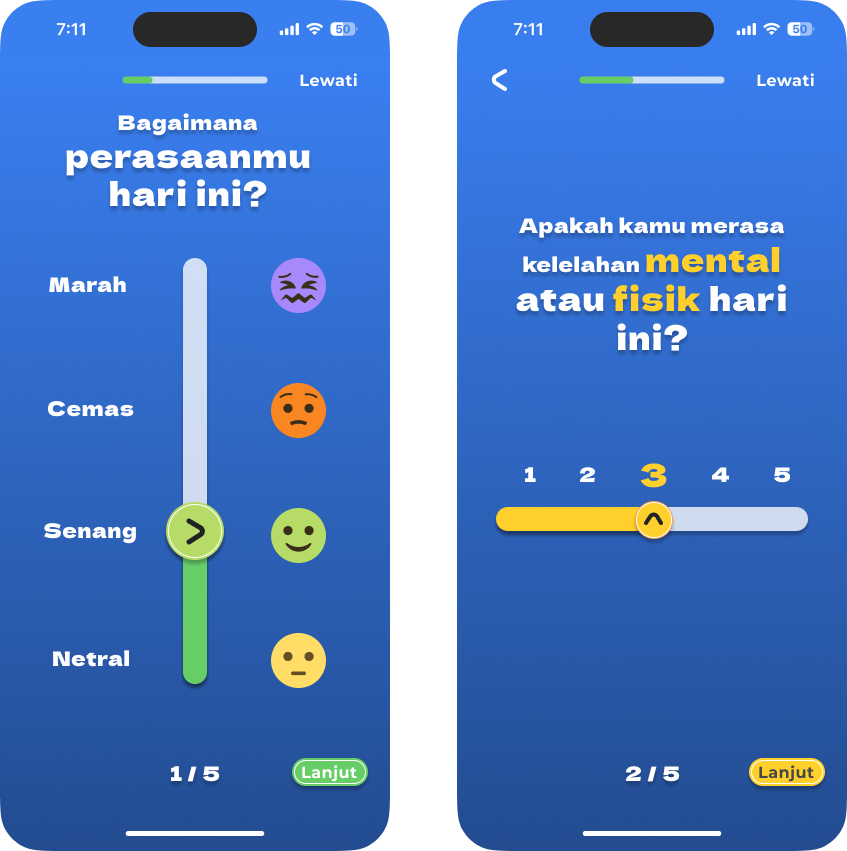 7:11
50
Lewati
Bagaimana
perasaanmu
hari ini?
Marah
Cemas
Senang
Netral
1 / 5
Lanjut
7:11
50
Lewati
Apakah kamu merasa
kelelahan mental
atau fisik hari
ini?
1 2 3 4 5
2 / 5
Lanjut